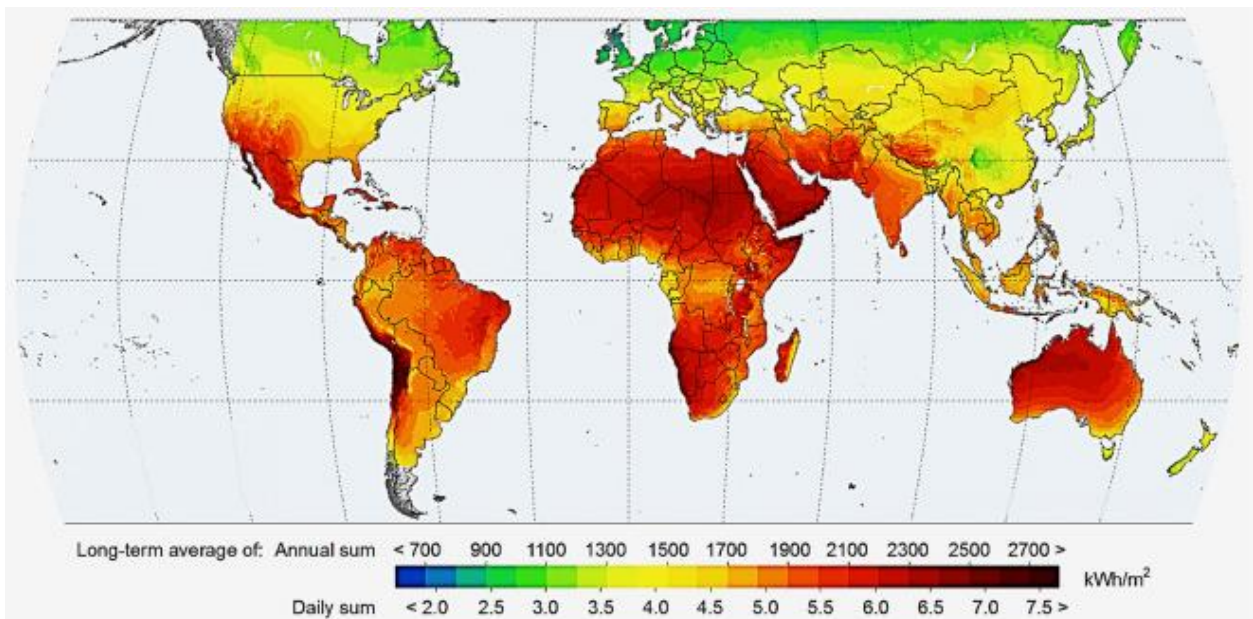 Long-term average of: Annual sum < 700 900 1100 1300 1500 1700 1900 2100 2300 2500 2700 >
kWh/m²
Daily sum < 2.0 2.5 3.0 3.5 4.0 4.5 5.0 5.5 6.0 6.5 7.0 7.5 >